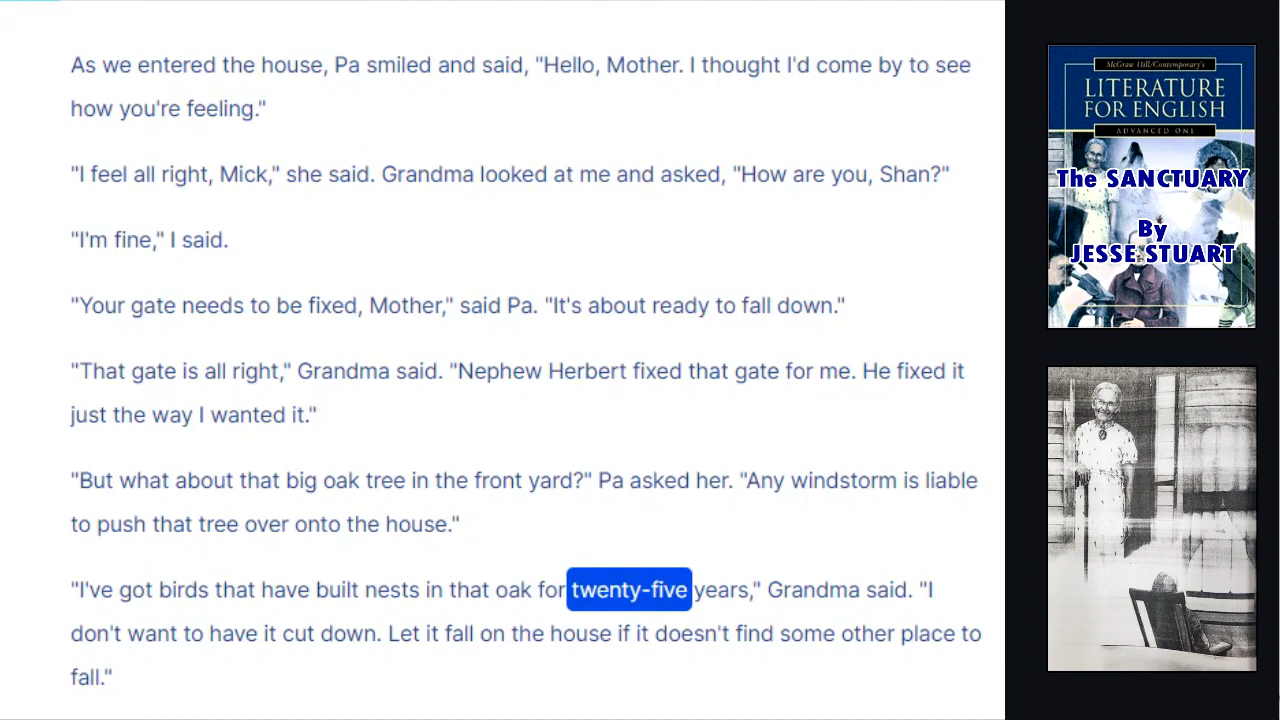 As we entered the house, Pa smiled and said, "Hello, Mother. I thought I'd come by to see
how you're feeling."
"I feel all right, Mick," she said. Grandma looked at me and asked, "How are you, Shan?"
"I'm fine," I said.
"Your gate needs to be fixed, Mother," said Pa. "It's about ready to fall down."
"That gate is all right," Grandma said. "Nephew Herbert fixed that gate for me. He fixed it
just the way I wanted it."
"But what about that big oak tree in the front yard?" Pa asked her. "Any windstorm is liable
to push that tree over onto the house."
"I've got birds that have built nests in that oak for twenty-five years," Grandma said. "I
don't want to have it cut down. Let it fall on the house if it doesn't find some other place to
fall."
McGraw Hill/Contemporary's
LITERATURE
FOR ENGLISH
ADVANCED ONE
The SANCTUARY
By
JESSE STUART